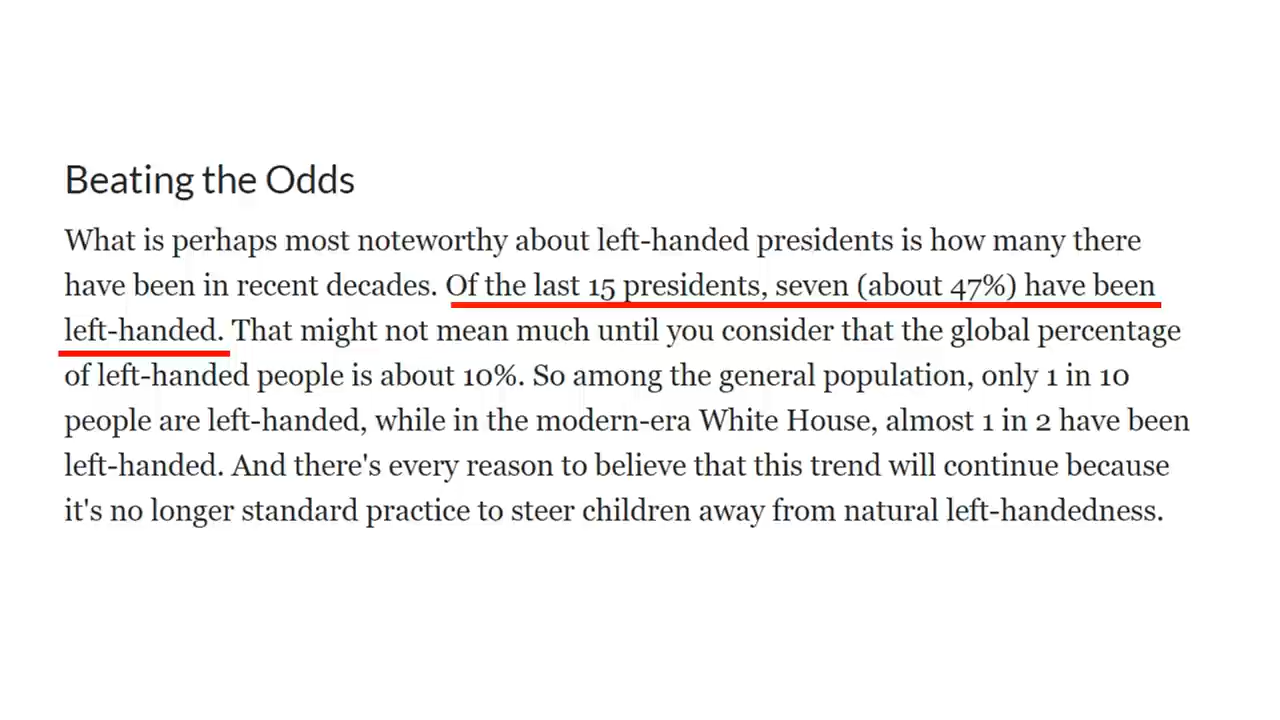 Beating the Odds
What is perhaps most noteworthy about left-handed presidents is how many there
have been in recent decades. Of the last 15 presidents, seven (about 47%) have been
left-handed. That might not mean much until you consider that the global percentage
of left-handed people is about 10%. So among the general population, only 1 in 10
people are left-handed, while in the modern-era White House, almost 1 in 2 have been
left-handed. And there's every reason to believe that this trend will continue because
it's no longer standard practice to steer children away from natural left-handedness.